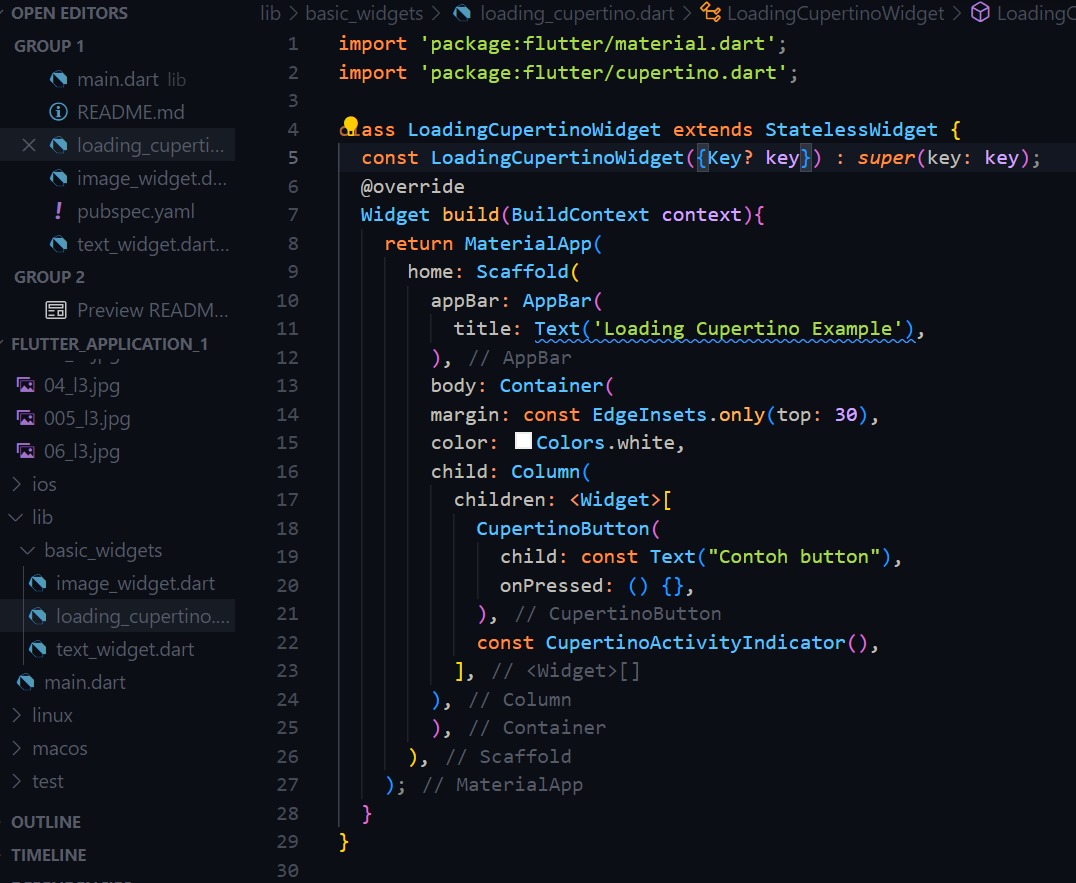 OPEN EDITORS
GROUP 1
main.dart lib
README.md
loading_cuperti...
image_widget.d...
pubspec.yaml
text_widget.dart...
GROUP 2
Preview READM...
FLUTTER_APPLICATION_1
04_l3.jpg
005_l3.jpg
06_l3.jpg
ios
lib
basic_widgets
image_widget.dart
loading_cupertino....
text_widget.dart
main.dart
linux
macos
test
OUTLINE
TIMELINE
lib > basic_widgets > loading_cupertino.dart > LoadingCupertinoWidget > LoadingC
1 import 'package:flutter/material.dart';
2 import 'package:flutter/cupertino.dart';
3
4 class LoadingCupertinoWidget extends StatelessWidget {
5   const LoadingCupertinoWidget({Key? key}) : super(key: key);
6   @override
7   Widget build(BuildContext context){
8     return MaterialApp(
9       home: Scaffold(
10         appBar: AppBar(
11           title: Text('Loading Cupertino Example'),
12         ), // AppBar
13         body: Container(
14         margin: const EdgeInsets.only(top: 30),
15         color: Colors.white,
16         child: Column(
17           children: <Widget>[
18             CupertinoButton(
19               child: const Text("Contoh button"),
20               onPressed: () {},
21             ), // CupertinoButton
22             const CupertinoActivityIndicator(),
23           ], // <Widget>[]
24         ), // Column
25         ), // Container
26       ), // Scaffold
27     ); // MaterialApp
28   }
29 }
30